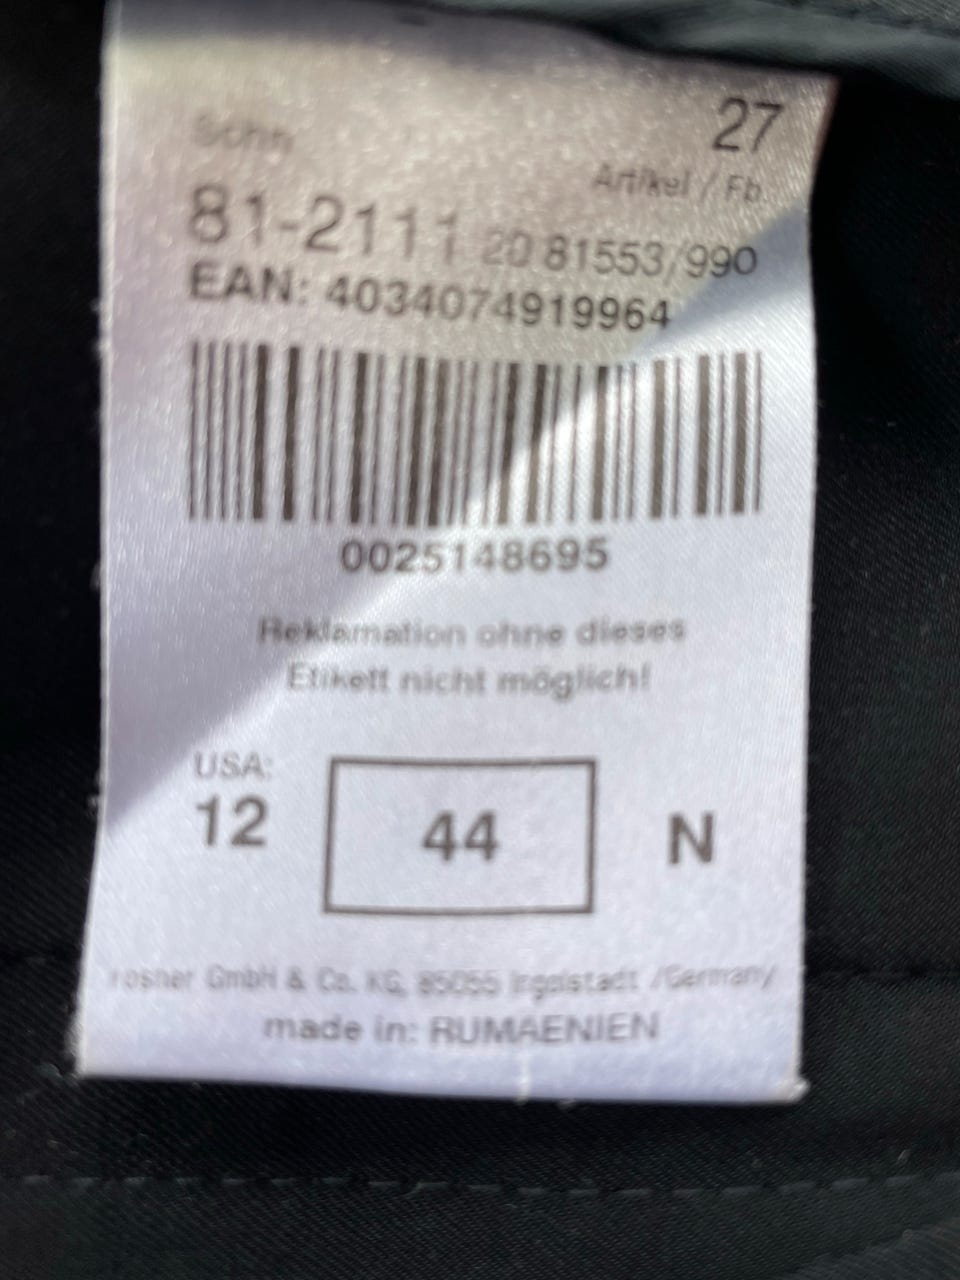 27
Artikel / Fb.
81-2111 20 81553/990
EAN: 4034074919964
0025148695
Reklamation ohne dieses
Etikett nicht möglich!
USA:
12 44 N
rosner GmbH & Co. KG, 85055 Ingolstadt /Germany
made in: RUMAENIEN